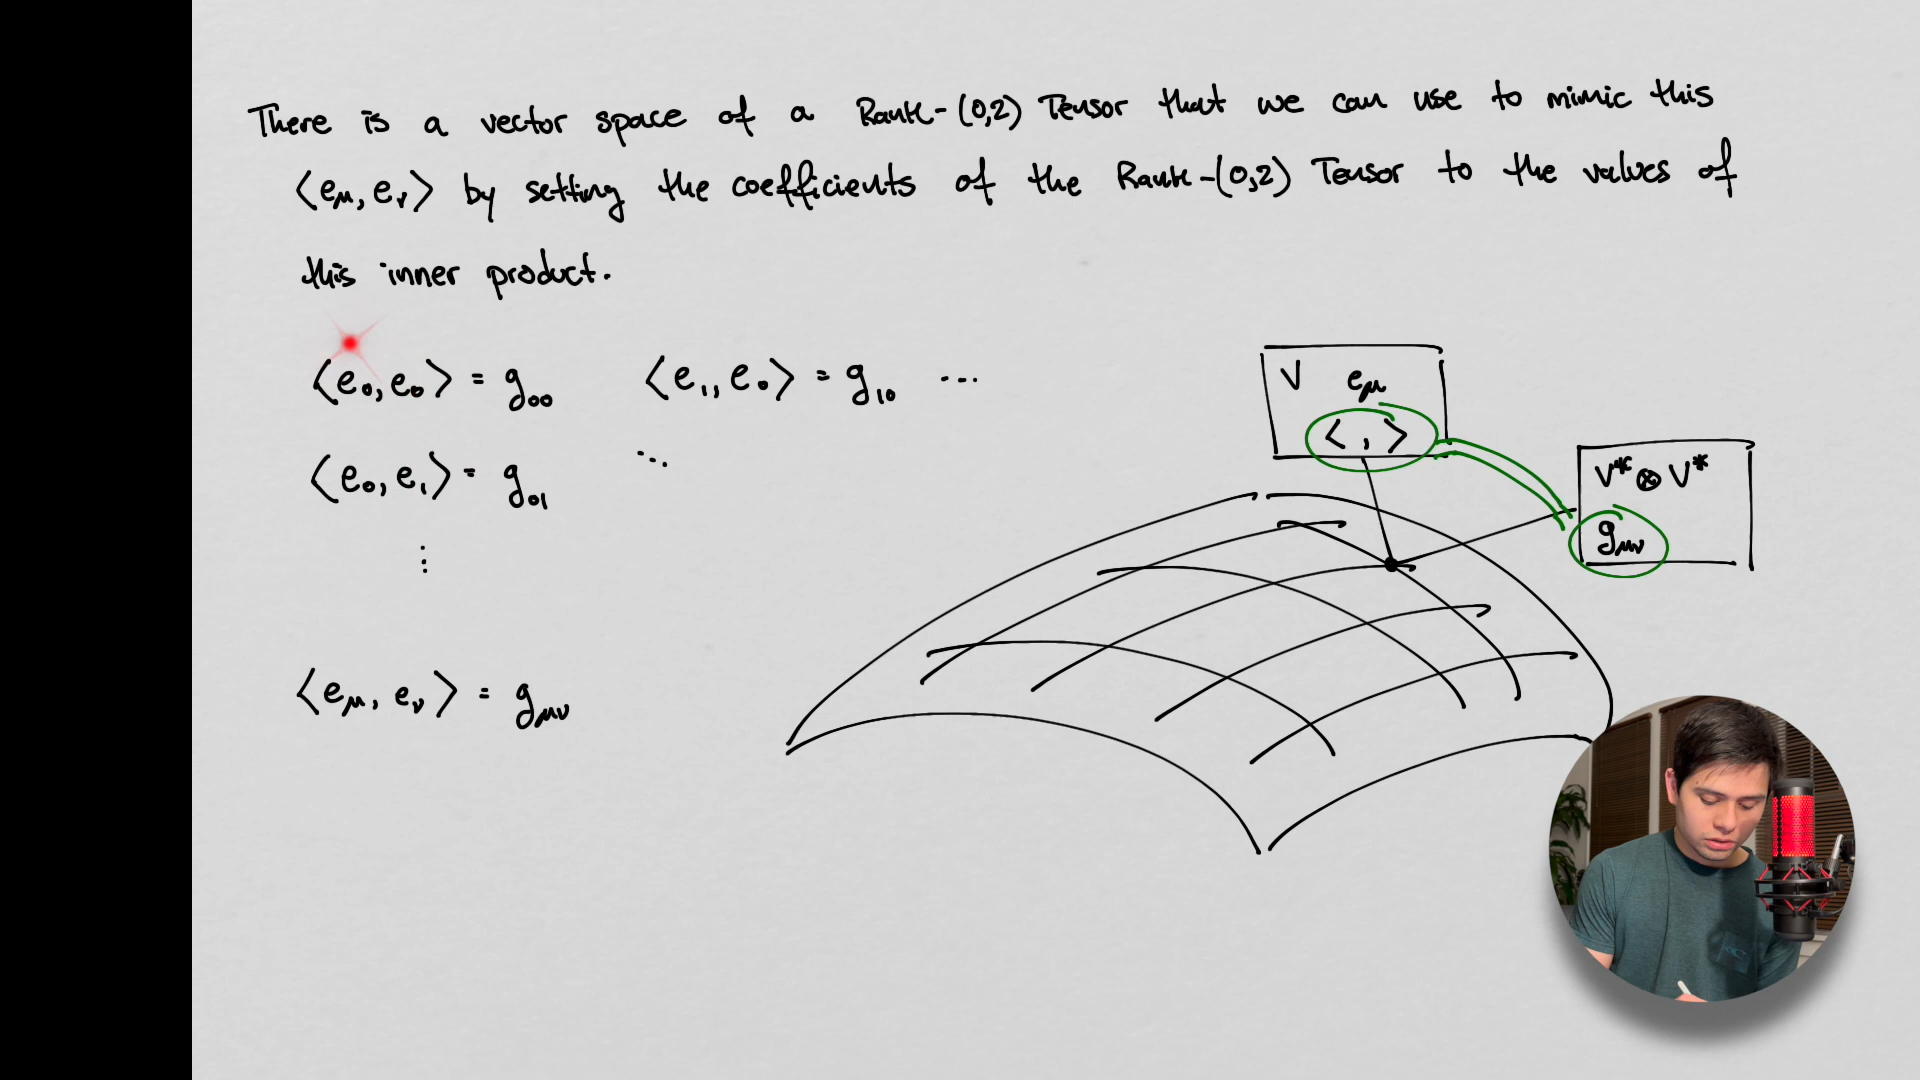 There is a vector space of a Rank-(0,2) Tensor that we can use to mimic this
⟨eμ, eν⟩ by setting the coefficients of the Rank-(0,2) Tensor to the values of
this inner product.
⟨e₀, e₀⟩ = g₀₀ ⟨e₁, e₀⟩ = g₁₀ ...
⟨e₀, e₁⟩ = g₀₁ ⋱
⋮
⟨eμ, eν⟩ = gμν
V eμ
⟨ , ⟩
V* ⊗ V*
gμν